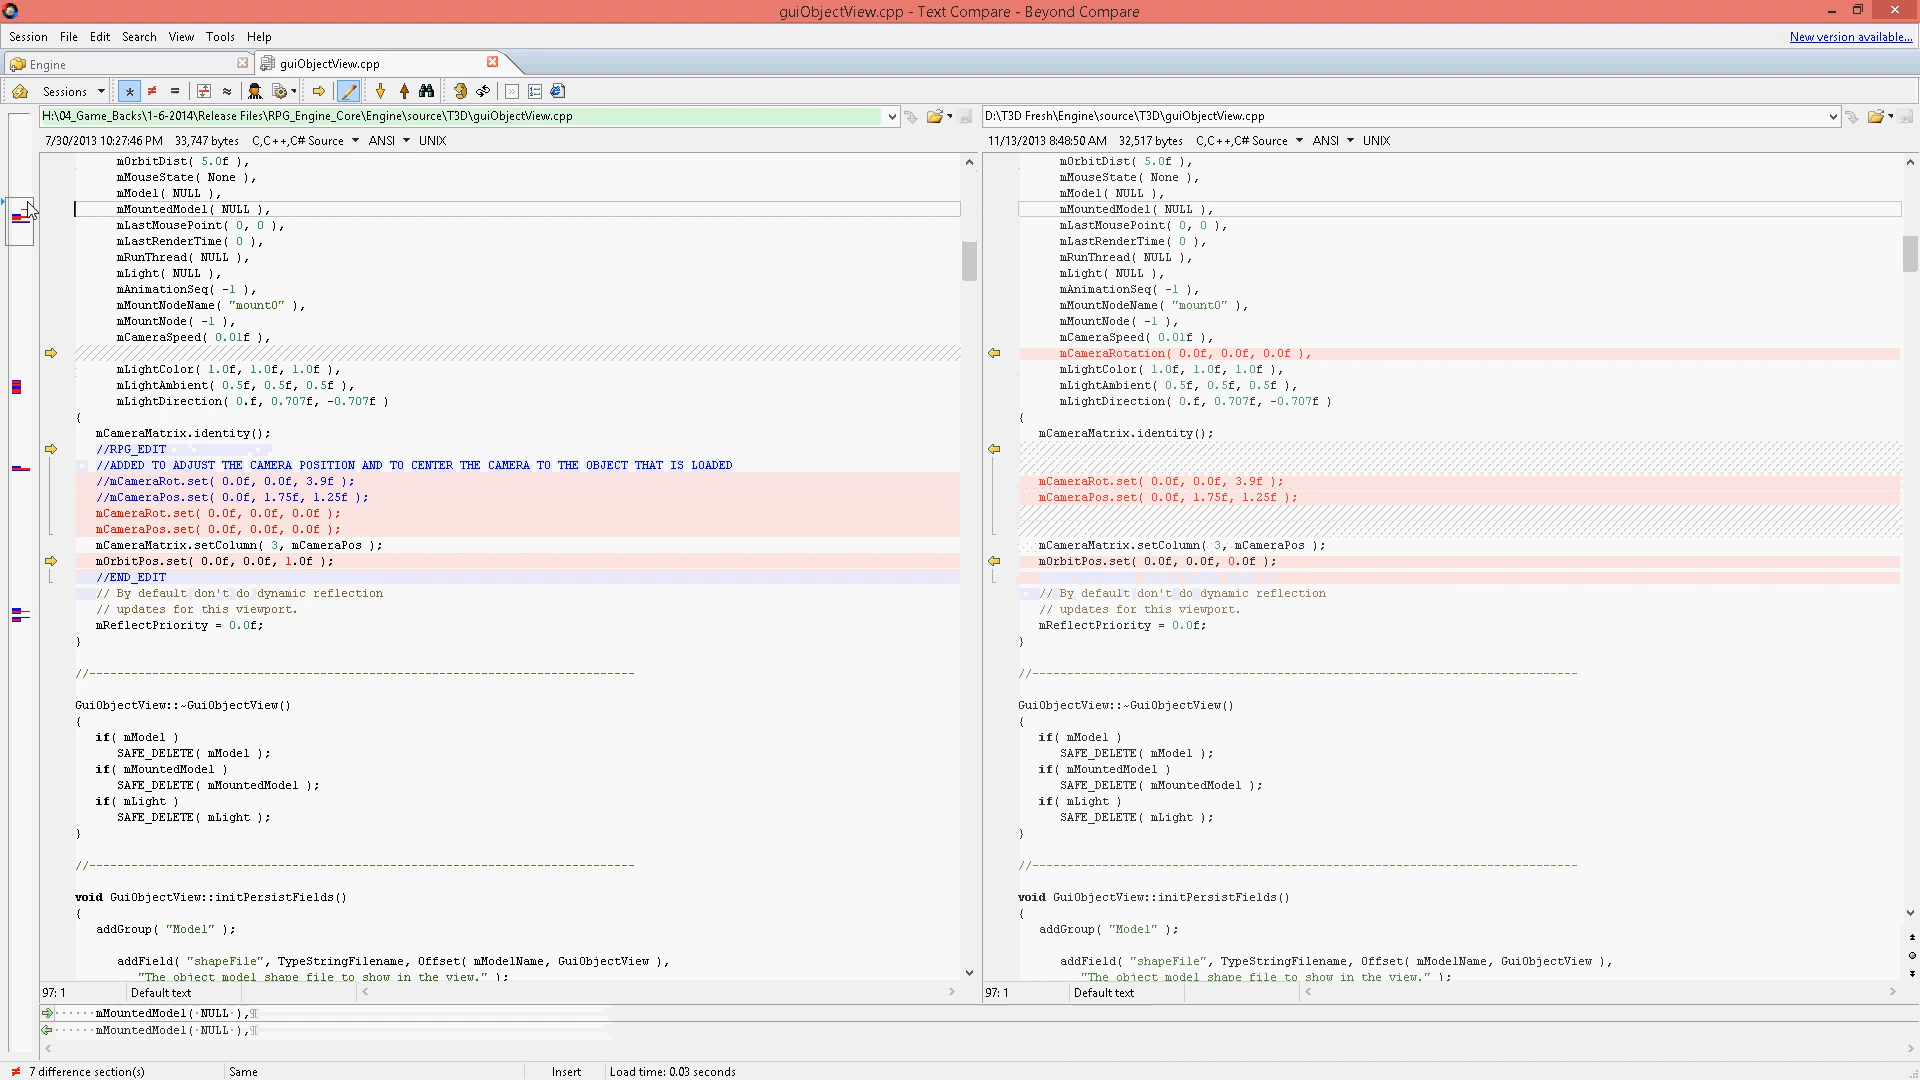 guiObjectView.cpp - Text Compare - Beyond Compare
Session File Edit Search View Tools Help
New version available...
Engine
guiObjectView.cpp
Sessions
H:\04_Game_Backs\1-6-2014\Release Files\RPG_Engine_Core\Engine\source\T3D\guiObjectView.cpp
7/30/2013 10:27:46 PM 33,747 bytes C,C++,C# Source ANSI UNIX
mOrbitDist( 5.0f ),
mMouseState( None ),
mModel( NULL ),
mMountedModel( NULL ),
mLastMousePoint( 0, 0 ),
mLastRenderTime( 0 ),
mRunThread( NULL ),
mLight( NULL ),
mAnimationSeq( -1 ),
mMountNodeName( "mount0" ),
mMountNode( -1 ),
mCameraSpeed( 0.01f ),
mLightColor( 1.0f, 1.0f, 1.0f ),
mLightAmbient( 0.5f, 0.5f, 0.5f ),
mLightDirection( 0.f, 0.707f, -0.707f )
{
mCameraMatrix.identity();
//RPG_EDIT
//ADDED TO ADJUST THE CAMERA POSITION AND TO CENTER THE CAMERA TO THE OBJECT THAT IS LOADED
//mCameraRot.set( 0.0f, 0.0f, 3.9f );
//mCameraPos.set( 0.0f, 1.75f, 1.25f );
mCameraRot.set( 0.0f, 0.0f, 0.0f );
mCameraPos.set( 0.0f, 0.0f, 0.0f );
mCameraMatrix.setColumn( 3, mCameraPos );
mOrbitPos.set( 0.0f, 0.0f, 1.0f );
//END_EDIT
// By default don't do dynamic reflection
// updates for this viewport.
mReflectPriority = 0.0f;
}
//------------------------------------------------------------------------------
GuiObjectView::~GuiObjectView()
{
if( mModel )
SAFE_DELETE( mModel );
if( mMountedModel )
SAFE_DELETE( mMountedModel );
if( mLight )
SAFE_DELETE( mLight );
}
//------------------------------------------------------------------------------
void GuiObjectView::initPersistFields()
{
addGroup( "Model" );
addField( "shapeFile", TypeStringFilename, Offset( mModelName, GuiObjectView ),
"The object model shape file to show in the view." );
97: 1 Default text
D:\T3D Fresh\Engine\source\T3D\guiObjectView.cpp
11/13/2013 8:48:50 AM 32,517 bytes C,C++,C# Source ANSI UNIX
mOrbitDist( 5.0f ),
mMouseState( None ),
mModel( NULL ),
mMountedModel( NULL ),
mLastMousePoint( 0, 0 ),
mLastRenderTime( 0 ),
mRunThread( NULL ),
mLight( NULL ),
mAnimationSeq( -1 ),
mMountNodeName( "mount0" ),
mMountNode( -1 ),
mCameraSpeed( 0.01f ),
mCameraRotation( 0.0f, 0.0f, 0.0f ),
mLightColor( 1.0f, 1.0f, 1.0f ),
mLightAmbient( 0.5f, 0.5f, 0.5f ),
mLightDirection( 0.f, 0.707f, -0.707f )
{
mCameraMatrix.identity();
mCameraRot.set( 0.0f, 0.0f, 3.9f );
mCameraPos.set( 0.0f, 1.75f, 1.25f );
mCameraMatrix.setColumn( 3, mCameraPos );
mOrbitPos.set( 0.0f, 0.0f, 0.0f );
// By default don't do dynamic reflection
// updates for this viewport.
mReflectPriority = 0.0f;
}
//------------------------------------------------------------------------------
GuiObjectView::~GuiObjectView()
{
if( mModel )
SAFE_DELETE( mModel );
if( mMountedModel )
SAFE_DELETE( mMountedModel );
if( mLight )
SAFE_DELETE( mLight );
}
//------------------------------------------------------------------------------
void GuiObjectView::initPersistFields()
{
addGroup( "Model" );
addField( "shapeFile", TypeStringFilename, Offset( mModelName, GuiObjectView ),
"The object model shape file to show in the view." );
97: 1 Default text
······mMountedModel(·NULL·),¶
······mMountedModel(·NULL·),¶
7 difference section(s) Same Insert Load time: 0.03 seconds